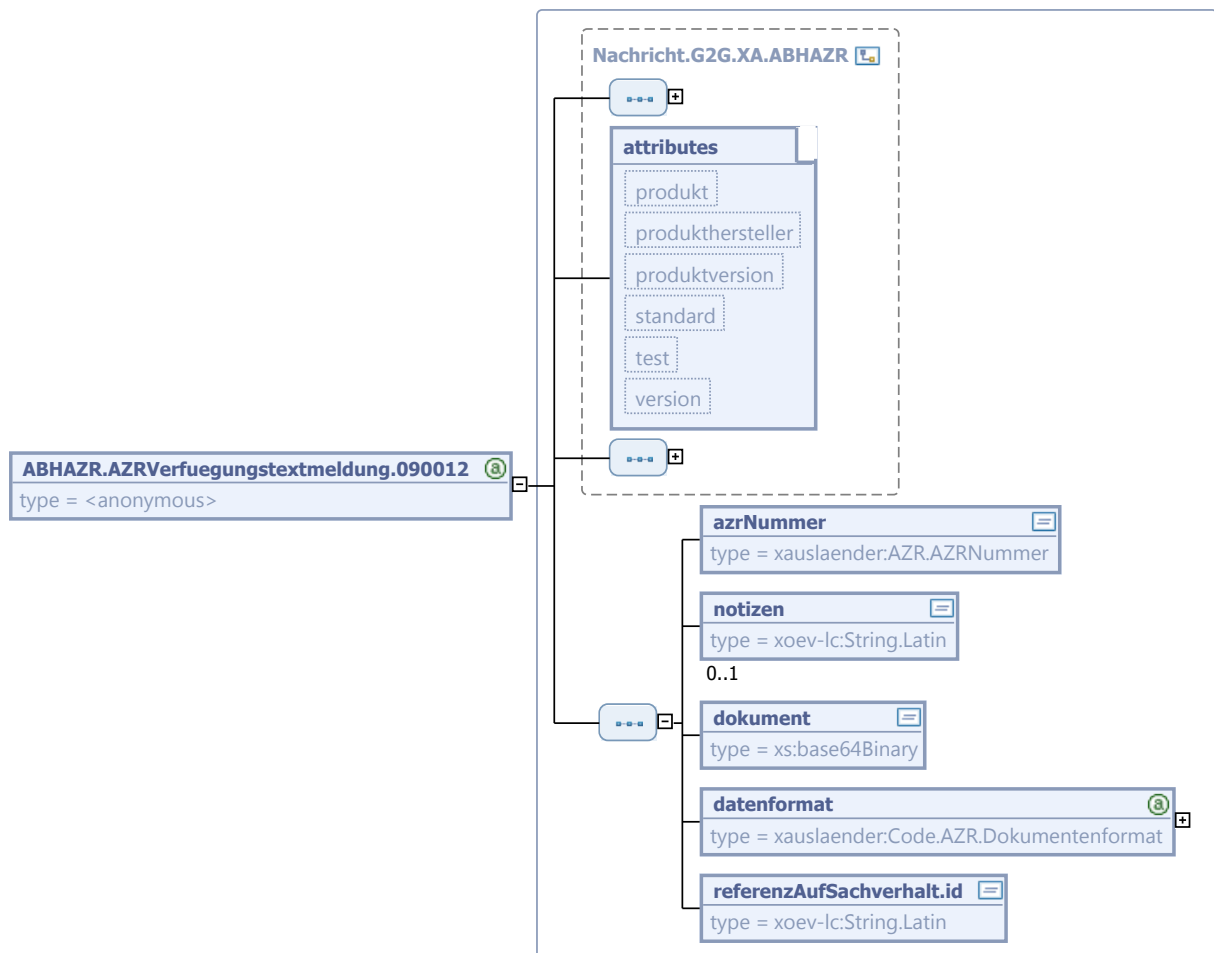 Nachricht.G2G.XA.ABHAZR
attributes
produkt
produkthersteller
produktversion
standard
test
version
ABHAZR.AZRVerfuegungstextmeldung.090012
type = <anonymous>
azrNummer
type = xauslaender:AZR.AZRNummer
notizen
type = xoev-lc:String.Latin
0..1
dokument
type = xs:base64Binary
datenformat
type = xauslaender:Code.AZR.Dokumentenformat
referenzAufSachverhalt.id
type = xoev-lc:String.Latin